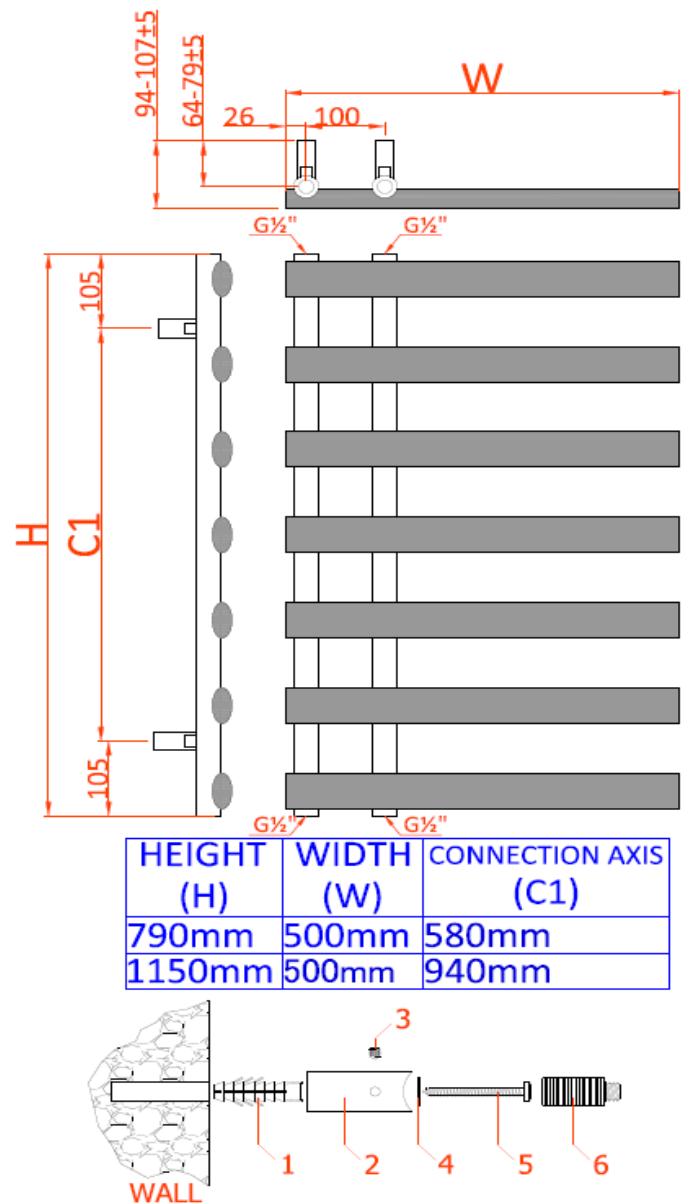 94-107±5
64-79±5
W
26
100
G½"
G½"
105
H
C1
105
G½"
G½"
HEIGHT (H)
WIDTH (W)
CONNECTION AXIS (C1)
790mm 500mm 580mm
1150mm 500mm 940mm
3
1
2
4
5
6
WALL